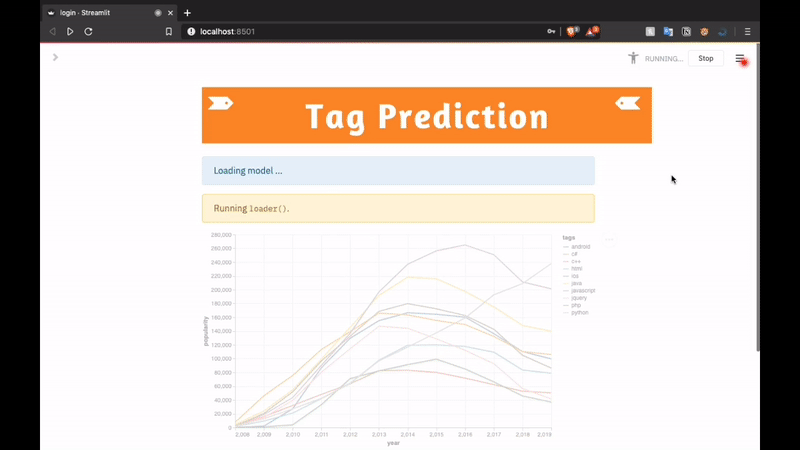 login · Streamlit
localhost:8501
RUNNING...
Stop
Tag Prediction
Loading model ...
Running loader().
280,000
260,000
240,000
220,000
200,000
180,000
160,000
140,000
120,000
100,000
80,000
60,000
40,000
20,000
0
popularity
2,008 2,009 2,010 2,011 2,012 2,013 2,014 2,015 2,016 2,017 2,018 2,019
year
tags
android
c#
c++
html
ios
java
javascript
jquery
php
python